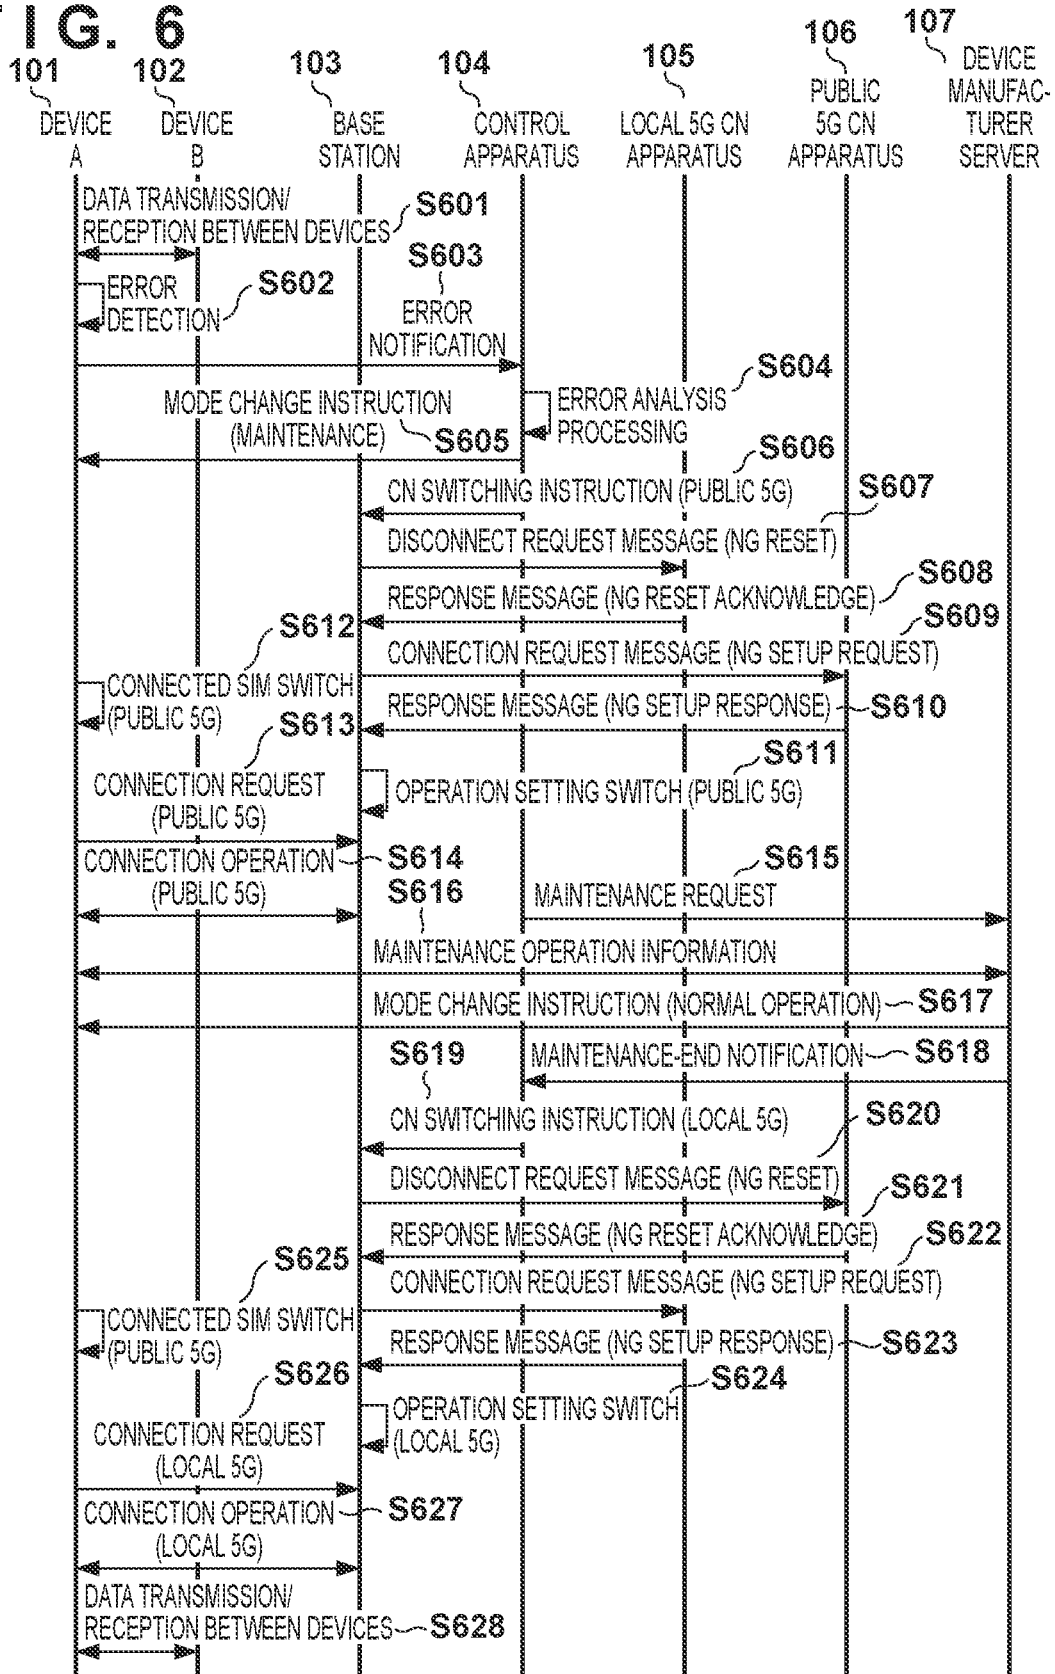 FIG. 6
101
102
103
104
105
106
107
DEVICE
A
DEVICE
B
BASE
STATION
CONTROL
APPARATUS
LOCAL 5G CN
APPARATUS
PUBLIC
5G CN
APPARATUS
DEVICE
MANUFAC-
TURER
SERVER
DATA TRANSMISSION/
RECEPTION BETWEEN DEVICES
S601
ERROR
DETECTION
S602
S603
ERROR
NOTIFICATION
S604
ERROR ANALYSIS
PROCESSING
MODE CHANGE INSTRUCTION
(MAINTENANCE)
S605
S606
CN SWITCHING INSTRUCTION (PUBLIC 5G)
S607
DISCONNECT REQUEST MESSAGE (NG RESET)
S608
RESPONSE MESSAGE (NG RESET ACKNOWLEDGE)
S609
CONNECTION REQUEST MESSAGE (NG SETUP REQUEST)
S612
CONNECTED SIM SWITCH
(PUBLIC 5G)
RESPONSE MESSAGE (NG SETUP RESPONSE)
S610
S613
CONNECTION REQUEST
(PUBLIC 5G)
S611
OPERATION SETTING SWITCH (PUBLIC 5G)
CONNECTION OPERATION
(PUBLIC 5G)
S614
S615
MAINTENANCE REQUEST
S616
MAINTENANCE OPERATION INFORMATION
MODE CHANGE INSTRUCTION (NORMAL OPERATION)
S617
MAINTENANCE-END NOTIFICATION
S618
S619
CN SWITCHING INSTRUCTION (LOCAL 5G)
S620
DISCONNECT REQUEST MESSAGE (NG RESET)
S621
RESPONSE MESSAGE (NG RESET ACKNOWLEDGE)
S622
CONNECTION REQUEST MESSAGE (NG SETUP REQUEST)
S625
CONNECTED SIM SWITCH
(PUBLIC 5G)
RESPONSE MESSAGE (NG SETUP RESPONSE)
S623
S626
CONNECTION REQUEST
(LOCAL 5G)
S624
OPERATION SETTING SWITCH
(LOCAL 5G)
CONNECTION OPERATION
(LOCAL 5G)
S627
DATA TRANSMISSION/
RECEPTION BETWEEN DEVICES
S628